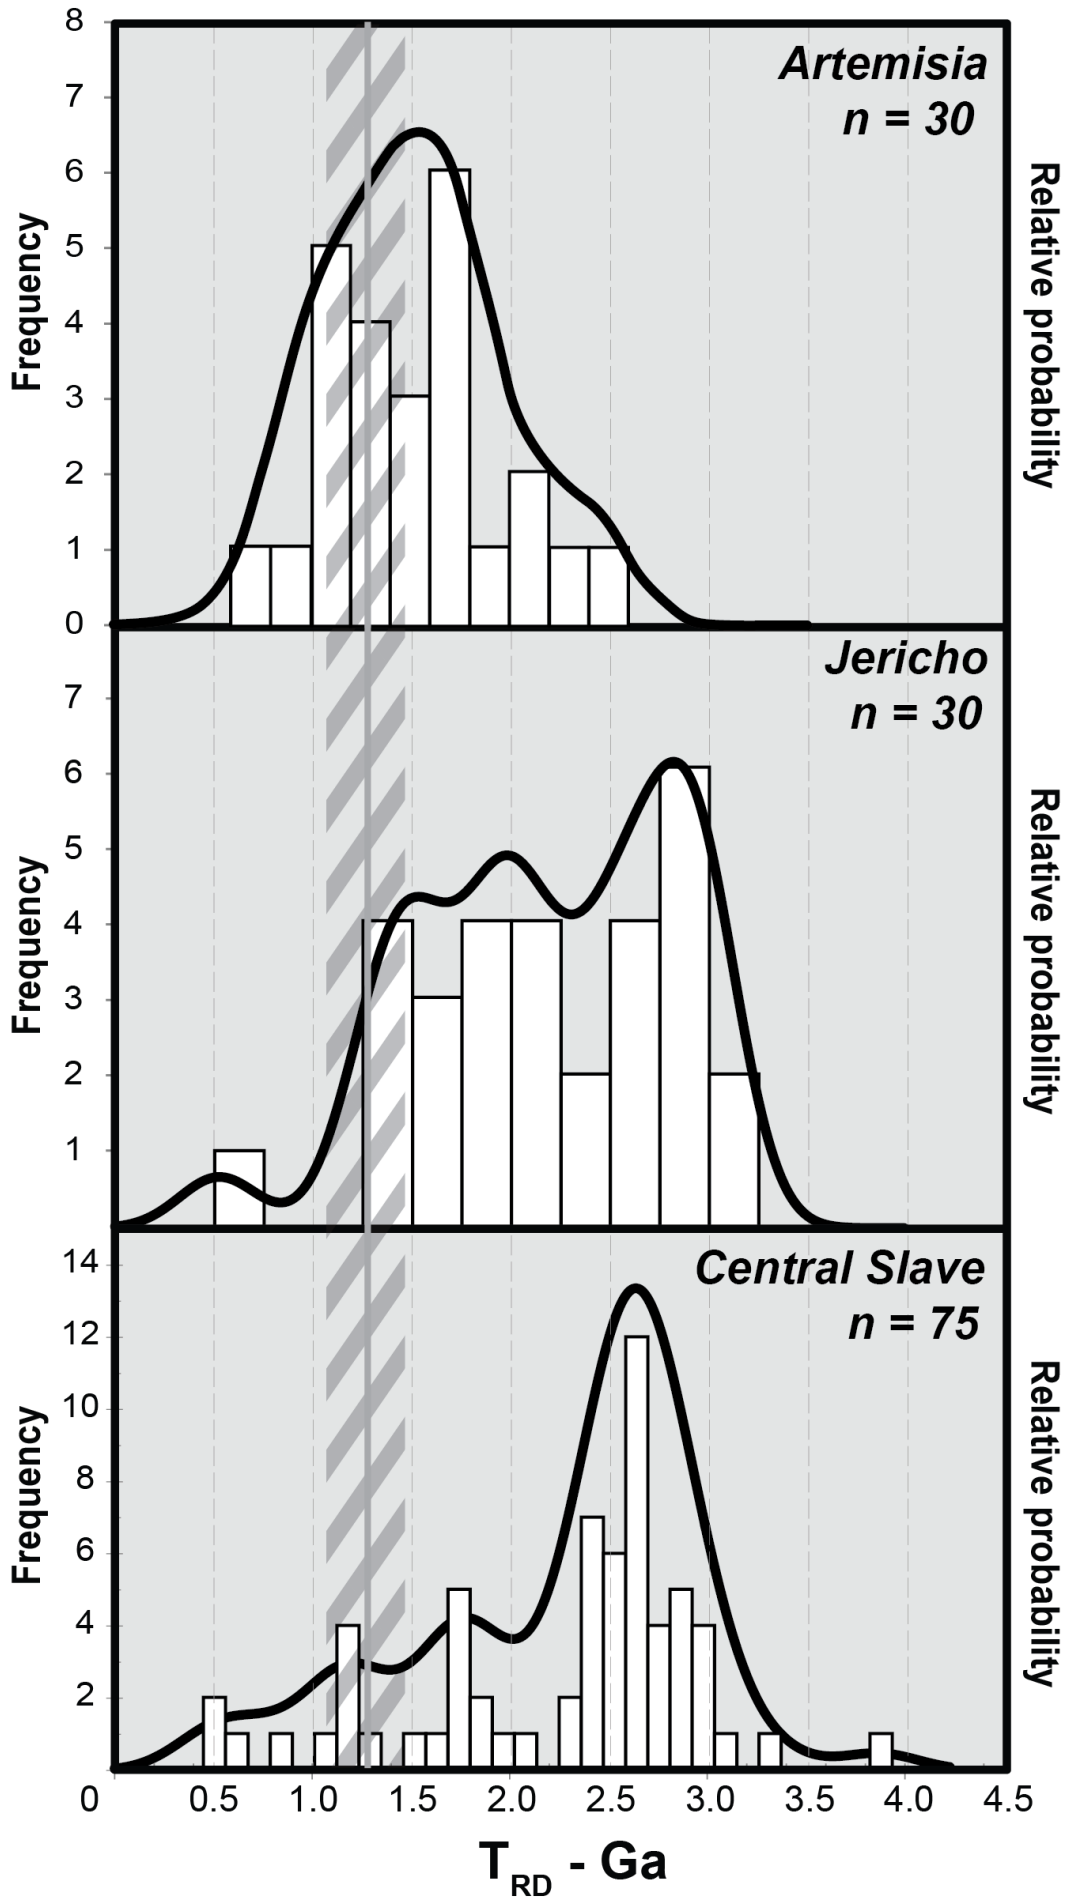 8
7
6
5
4
3
2
1
0
Frequency
Artemisia
n = 30
Relative probability
7
6
5
4
3
2
1
Frequency
Jericho
n = 30
Relative probability
14
12
10
8
6
4
2
Frequency
Central Slave
n = 75
Relative probability
0 0.5 1.0 1.5 2.0 2.5 3.0 3.5 4.0 4.5
TRD - Ga